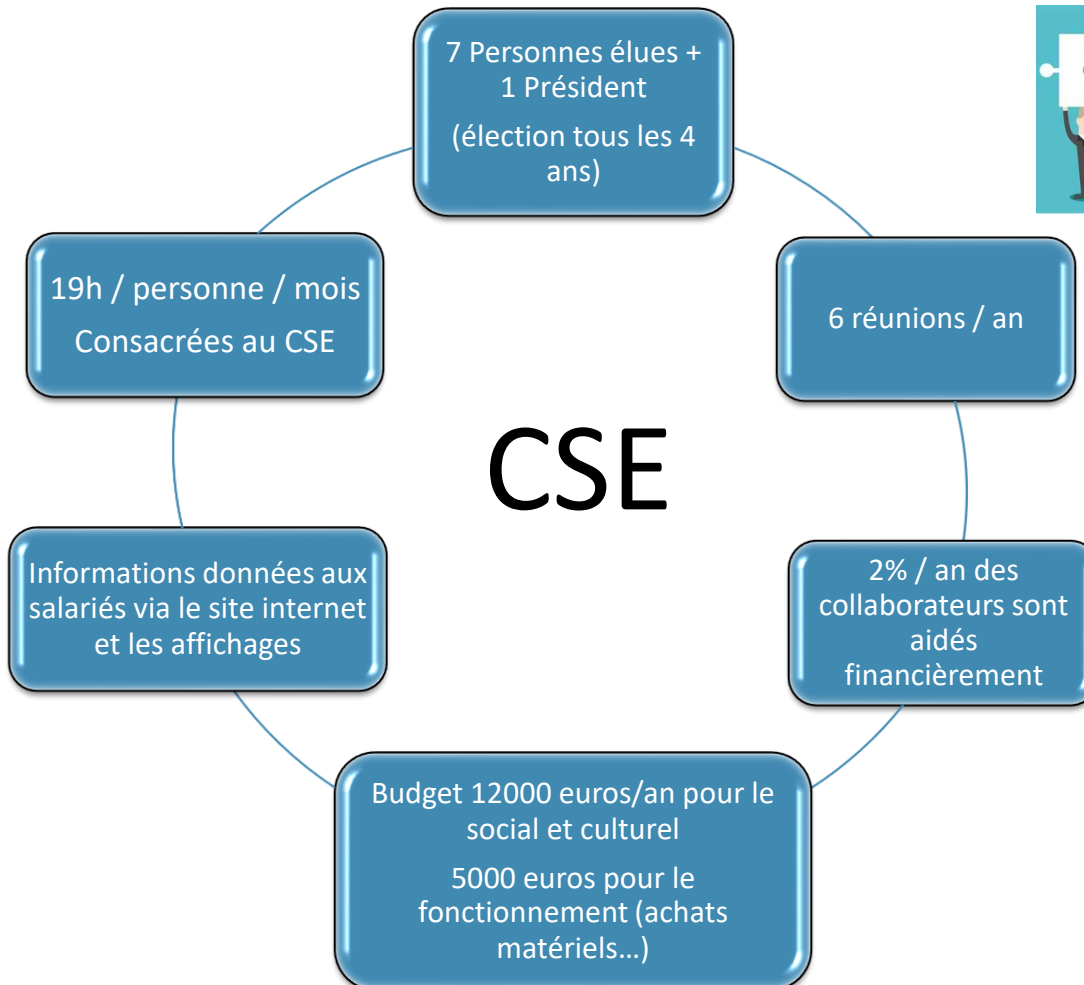 7 Personnes élues +
1 Président
(élection tous les 4
ans)
6 réunions / an
2% / an des
collaborateurs sont
aidés
financièrement
Budget 12000 euros/an pour le
social et culturel
5000 euros pour le
fonctionnement (achats
matériels…)
Informations données aux
salariés via le site internet
et les affichages
19h / personne / mois
Consacrées au CSE
CSE